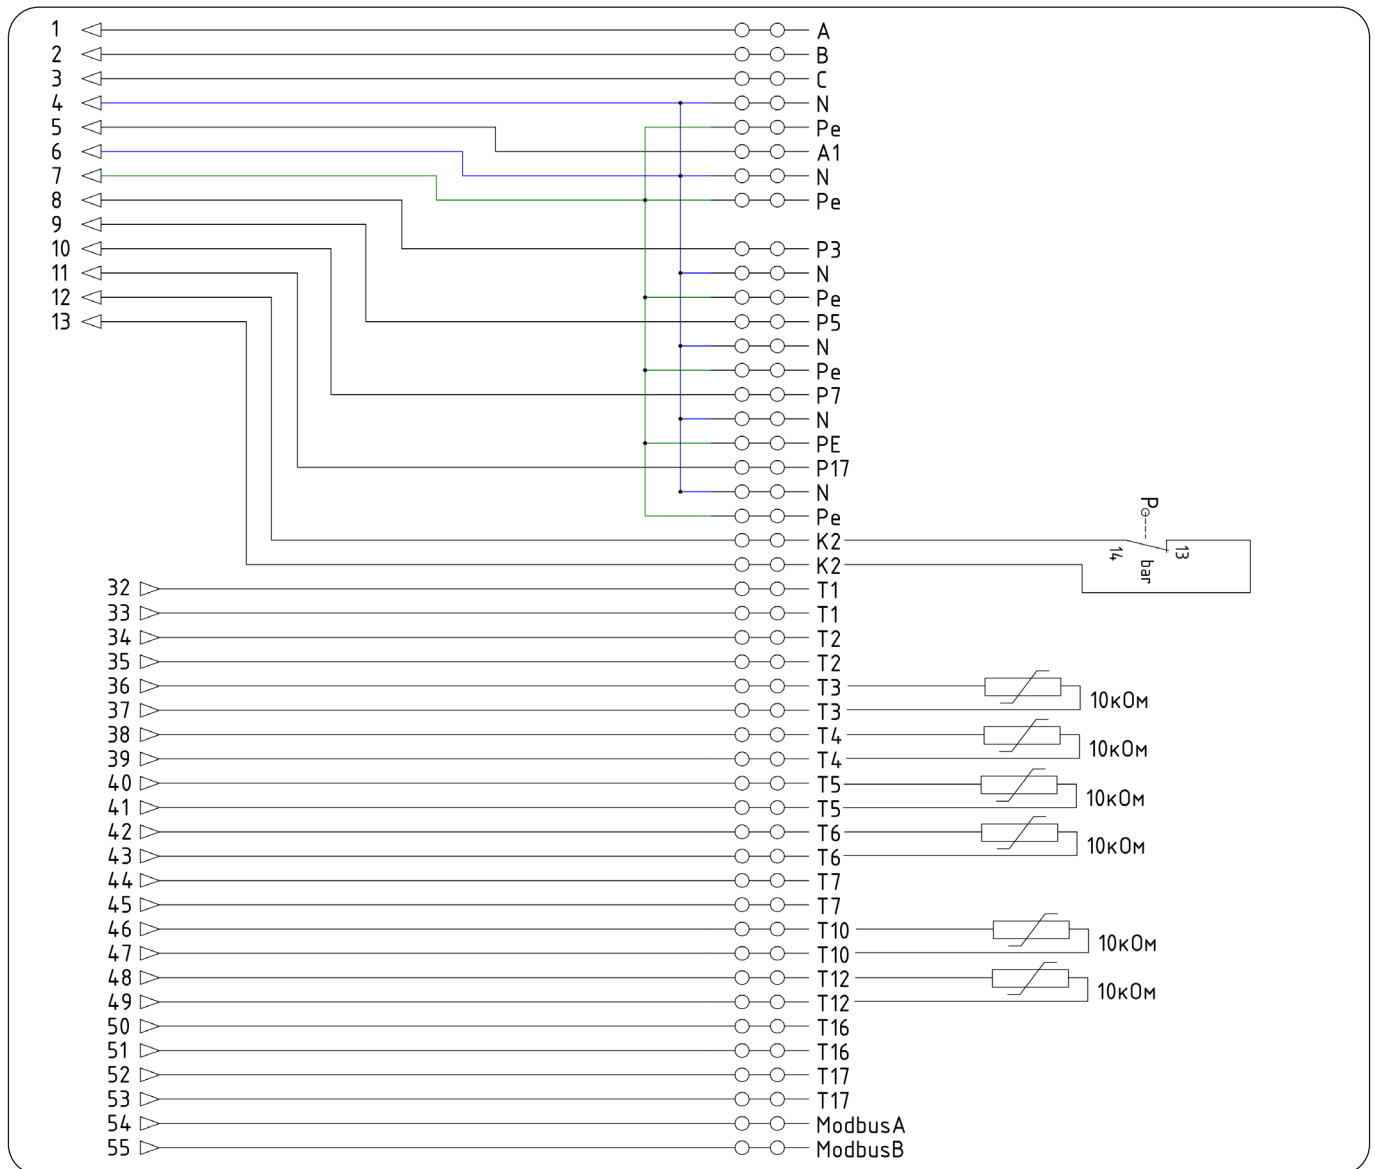 1 A
2 B
3 C
4 N
5 Pe
6 A1
7 N
8 Pe
9
10 P3
11 N
12 Pe
13 P5
N
Pe
P7
N
PE
P17
N
Pe
P
K2
14
13
bar
K2
32 T1
33 T1
34 T2
35 T2
36 T3
10кОм
37 T3
38 T4
10кОм
39 T4
40 T5
10кОм
41 T5
42 T6
10кОм
43 T6
44 T7
45 T7
46 T10
10кОм
47 T10
48 T12
10кОм
49 T12
50 T16
51 T16
52 T17
53 T17
54 ModbusA
55 ModbusB